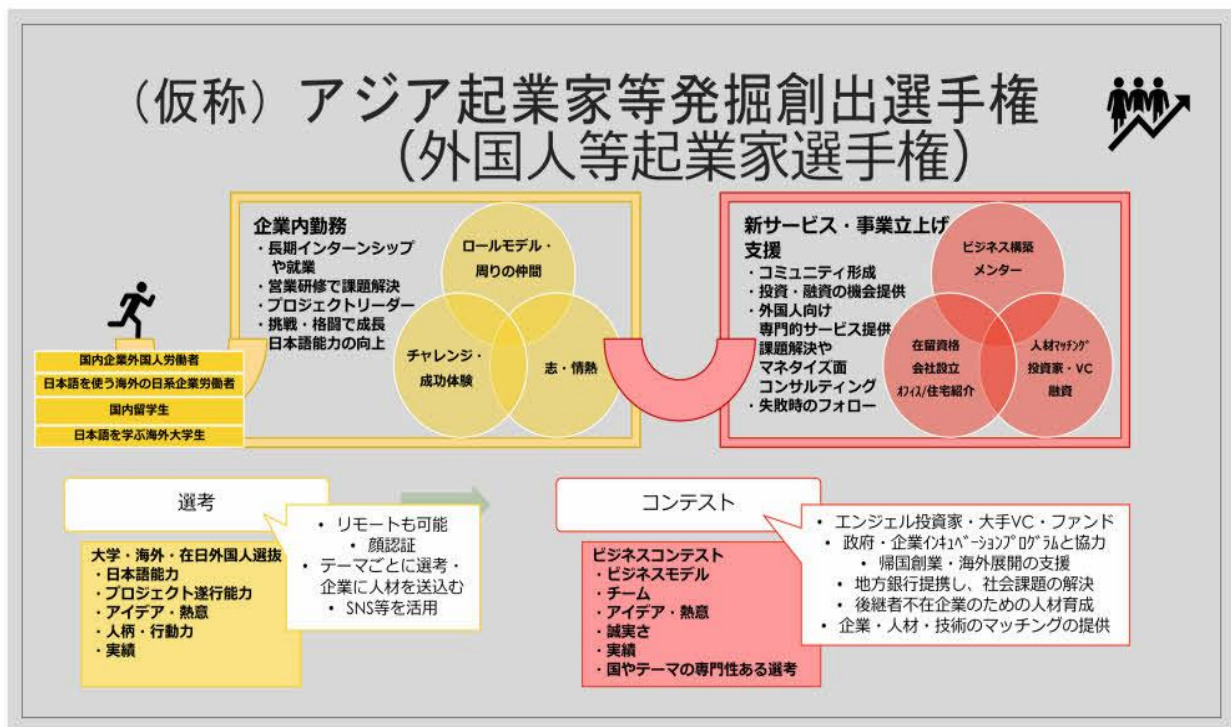 （仮称）アジア起業家等発掘創出選手権
（外国人等起業家選手権）
国内企業外国人労働者
日本語を使う海外の日系企業労働者
国内留学生
日本語を学ぶ海外大学生
企業内勤務
・長期インターンシップ
や就業
・営業研修で課題解決
・プロジェクトリーダー
・挑戦・格闘で成長
日本語能力の向上
ロールモデル・
周りの仲間
チャレンジ・
成功体験
志・情熱
新サービス・事業立上げ
支援
・コミュニティ形成
・投資・融資の機会提供
・外国人向け
専門的サービス提供
課題解決や
マネタイズ面
コンサルティング
・失敗時のフォロー
ビジネス構築
メンター
在留資格
会社設立
ｵﾌｨｽ/住宅紹介
人材ﾏｯﾁﾝｸﾞ
投資家・VC
融資
選考
大学・海外・在日外国人選抜
・日本語能力
・プロジェクト遂行能力
・アイデア・熱意
・人柄・行動力
・実績
• リモートも可能
• 顔認証
• テーマごとに選考・
企業に人材を送込む
• SNS等を活用
コンテスト
ビジネスコンテスト
・ビジネスモデル
・チーム
・アイデア・熱意
・誠実さ
・実績
・国やテーマの専門性ある選考
• エンジェル投資家・大手VC・ファンド
• 政府・企業ｲﾝｷｭﾍﾞｰｼｮﾝﾌﾟﾛｸﾞﾗﾑと協力
• 帰国創業・海外展開の支援
• 地方銀行提携し、社会課題の解決
• 後継者不在企業のための人材育成
• 企業・人材・技術のマッチングの提供